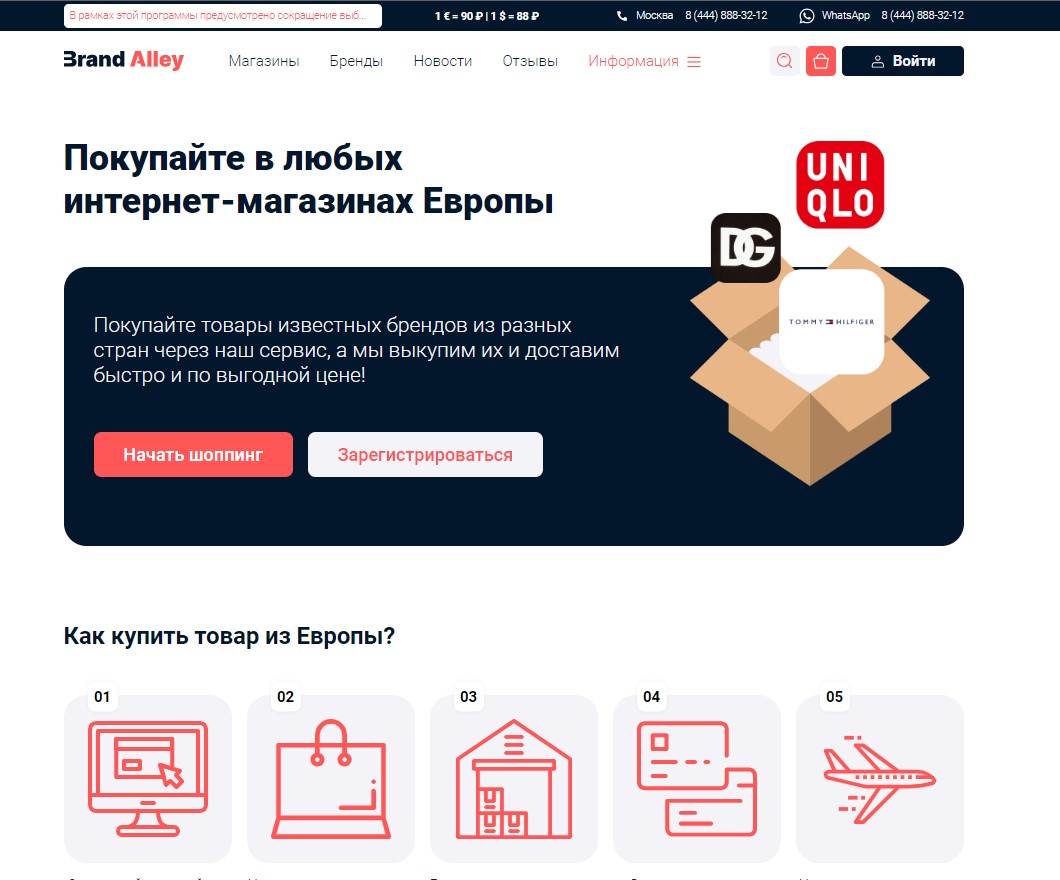 В рамках этой программы предусмотрено сокращение выб...
1 € = 90 ₽ | 1 $ = 88 ₽
Москва 8 (444) 888-32-12
WhatsApp 8 (444) 888-32-12
Brand Alley
Магазины Бренды Новости Отзывы Информация
Войти
Покупайте в любых
интернет-магазинах Европы
UNI
QLO
DG
TOMMY HILFIGER
Покупайте товары известных брендов из разных
стран через наш сервис, а мы выкупим их и доставим
быстро и по выгодной цене!
Начать шоппинг Зарегистрироваться
Как купить товар из Европы?
01 02 03 04 05